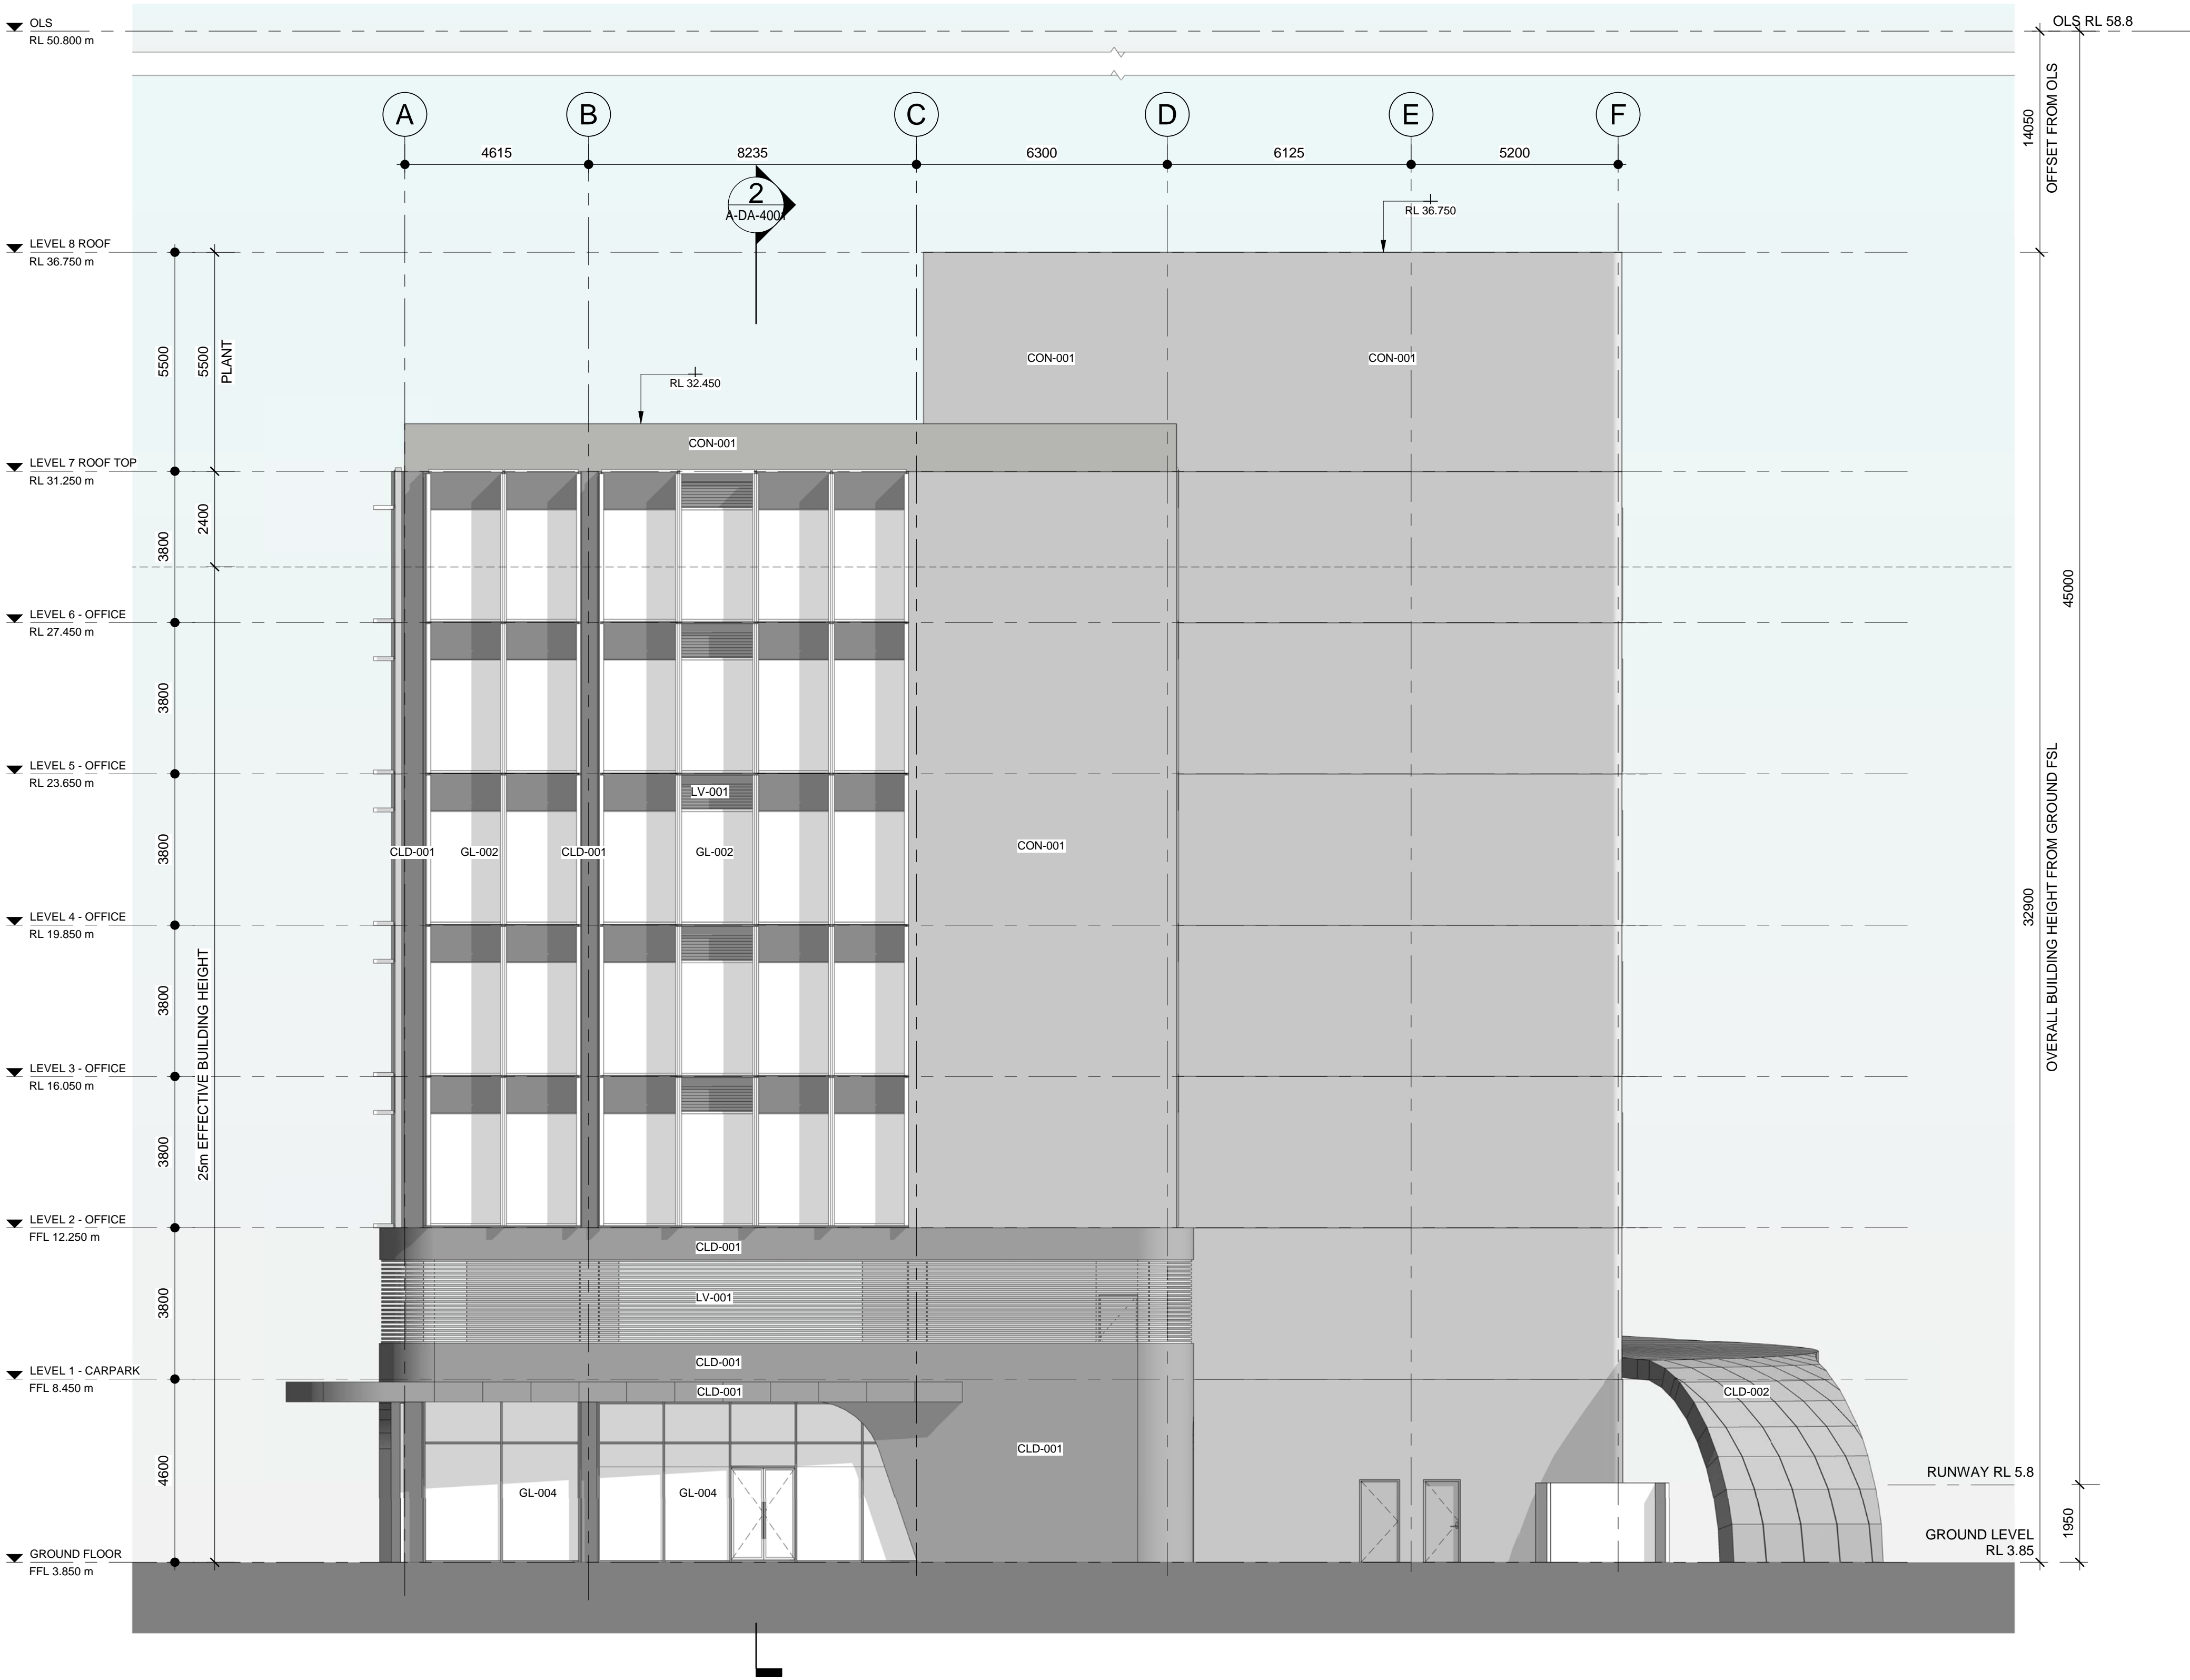 OLS
RL 50.800 m
OLS RL 58.8
A
B
C
D
E
F
4615
8235
6300
6125
5200
14050
OFFSET FROM OLS
2
A-DA-4001
RL 36.750
LEVEL 8 ROOF
RL 36.750 m
5500
5500
PLANT
CON-001
CON-001
RL 32.450
CON-001
LEVEL 7 ROOF TOP
RL 31.250 m
2400
3800
45000
LEVEL 6 - OFFICE
RL 27.450 m
3800
LEVEL 5 - OFFICE
RL 23.650 m
LV-001
3800
CLD-001
GL-002
CLD-001
GL-002
CON-001
32900
OVERALL BUILDING HEIGHT FROM GROUND FSL
LEVEL 4 - OFFICE
RL 19.850 m
3800
25m EFFECTIVE BUILDING HEIGHT
LEVEL 3 - OFFICE
RL 16.050 m
3800
LEVEL 2 - OFFICE
FFL 12.250 m
CLD-001
3800
LV-001
CLD-001
LEVEL 1 - CARPARK
FFL 8.450 m
CLD-001
CLD-002
4600
CLD-001
GL-004
GL-004
RUNWAY RL 5.8
1950
GROUND LEVEL
RL 3.85
GROUND FLOOR
FFL 3.850 m